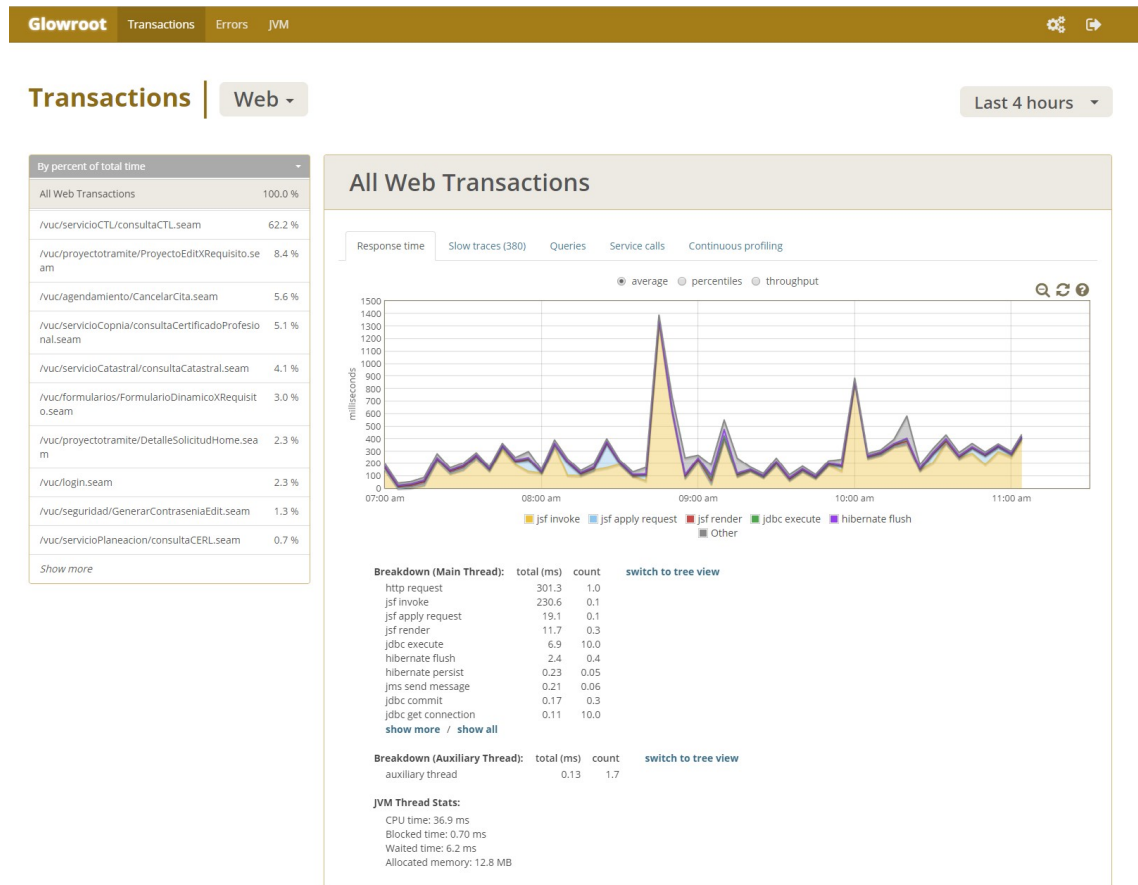 Glowroot Transactions Errors JVM
Transactions Web
Last 4 hours
By percent of total time
All Web Transactions 100.0 %
/vuc/servicioCTL/consultaCTL.seam 62.2 %
/vuc/proyectotramite/ProyectoEditXRequisito.se 8.4 %
am
/vuc/agendamiento/CancelarCita.seam 5.6 %
/vuc/servicioCopnia/consultaCertificadoProfesio 5.1 %
nal.seam
/vuc/servicioCatastral/consultaCatastral.seam 4.1 %
/vuc/formularios/FormularioDinamicoXRequisit 3.0 %
o.seam
/vuc/proyectotramite/DetalleSolicitudHome.sea 2.3 %
m
/vuc/login.seam 2.3 %
/vuc/seguridad/GenerarContraseniaEdit.seam 1.3 %
/vuc/servicioPlaneacion/consultaCERL.seam 0.7 %
Show more
All Web Transactions
Response time Slow traces (380) Queries Service calls Continuous profiling
average percentiles throughput
milliseconds
1500
1400
1300
1200
1100
1000
900
800
700
600
500
400
300
200
100
0
07:00 am 08:00 am 09:00 am 10:00 am 11:00 am
jsf invoke jsf apply request jsf render jdbc execute hibernate flush
Other
Breakdown (Main Thread): total (ms) count switch to tree view
http request 301.3 1.0
jsf invoke 230.6 0.1
jsf apply request 19.1 0.1
jsf render 11.7 0.3
jdbc execute 6.9 10.0
hibernate flush 2.4 0.4
hibernate persist 0.23 0.05
jms send message 0.21 0.06
jdbc commit 0.17 0.3
jdbc get connection 0.11 10.0
show more / show all
Breakdown (Auxiliary Thread): total (ms) count switch to tree view
auxiliary thread 0.13 1.7
JVM Thread Stats:
CPU time: 36.9 ms
Blocked time: 0.70 ms
Waited time: 6.2 ms
Allocated memory: 12.8 MB